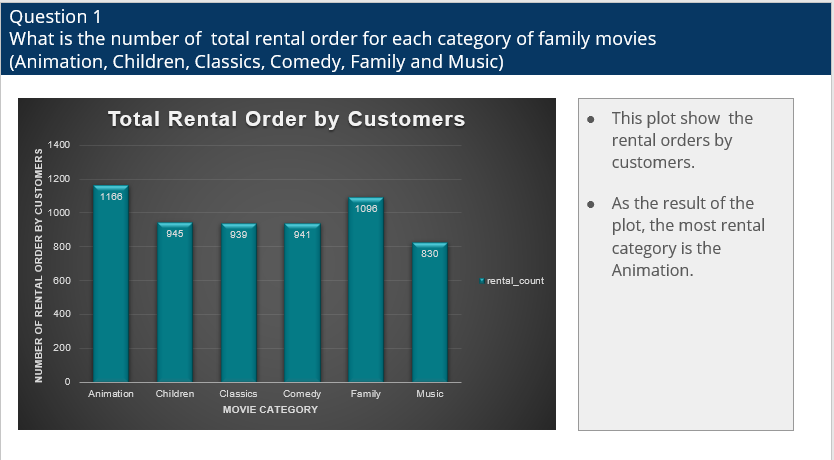 Question 1
What is the number of  total rental order for each category of family movies
(Animation, Children, Classics, Comedy, Family and Music)
Total Rental Order by Customers
NUMBER OF RENTAL ORDER BY CUSTOMERS
1400
1200
1000
800
600
400
200
0
1166
945
939
941
1096
830
Animation
Children
Classics
Comedy
Family
Music
MOVIE CATEGORY
rental_count
● This plot show  the
rental orders by
customers.
● As the result of the
plot, the most rental
category is the
Animation.